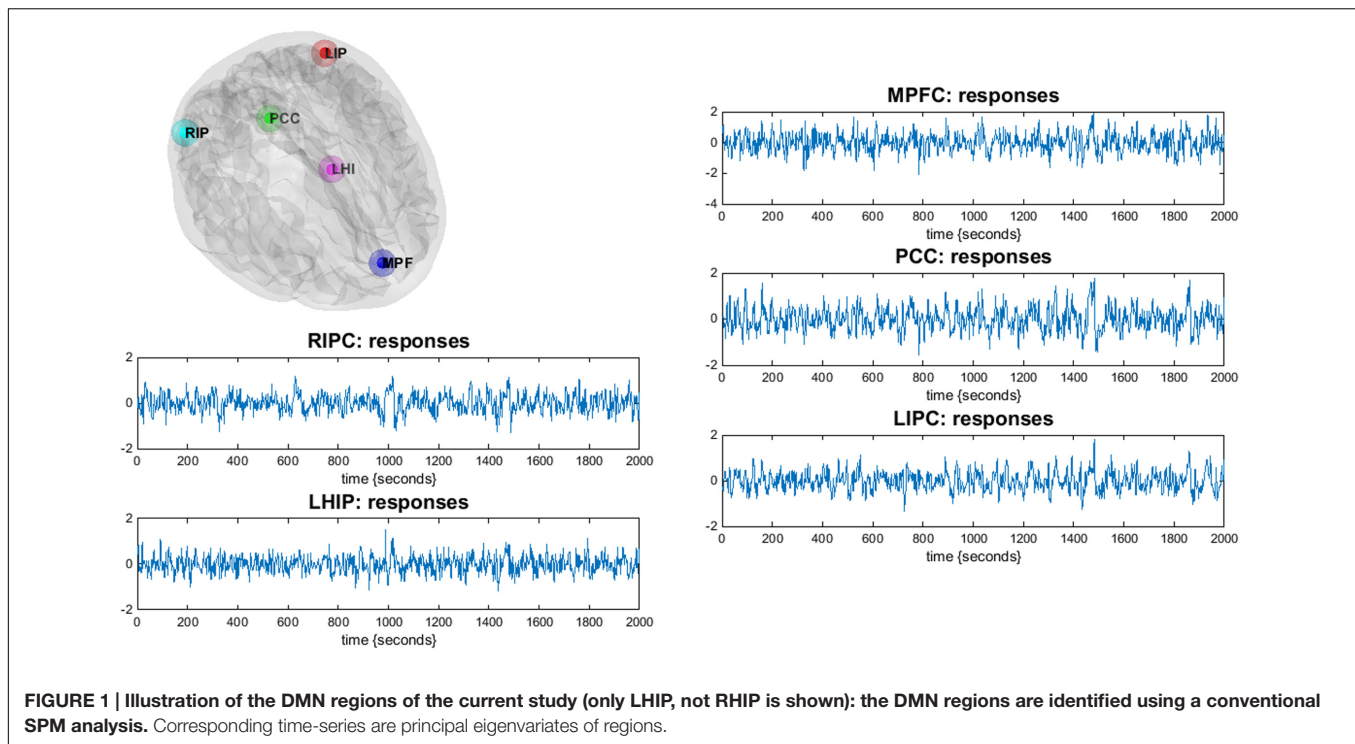 LIP
PCC
RIP
LHI
MPF
RIPC: responses
2
0
-2
0 200 400 600 800 1000 1200 1400 1600 1800 2000
time {seconds}
LHIP: responses
2
0
-2
0 200 400 600 800 1000 1200 1400 1600 1800 2000
time {seconds}
MPFC: responses
2
0
-2
-4
0 200 400 600 800 1000 1200 1400 1600 1800 2000
time {seconds}
PCC: responses
2
0
-2
0 200 400 600 800 1000 1200 1400 1600 1800 2000
time {seconds}
LIPC: responses
2
0
-2
0 200 400 600 800 1000 1200 1400 1600 1800 2000
time {seconds}
FIGURE 1 | Illustration of the DMN regions of the current study (only LHIP, not RHIP is shown): the DMN regions are identified using a conventional
SPM analysis. Corresponding time-series are principal eigenvariates of regions.